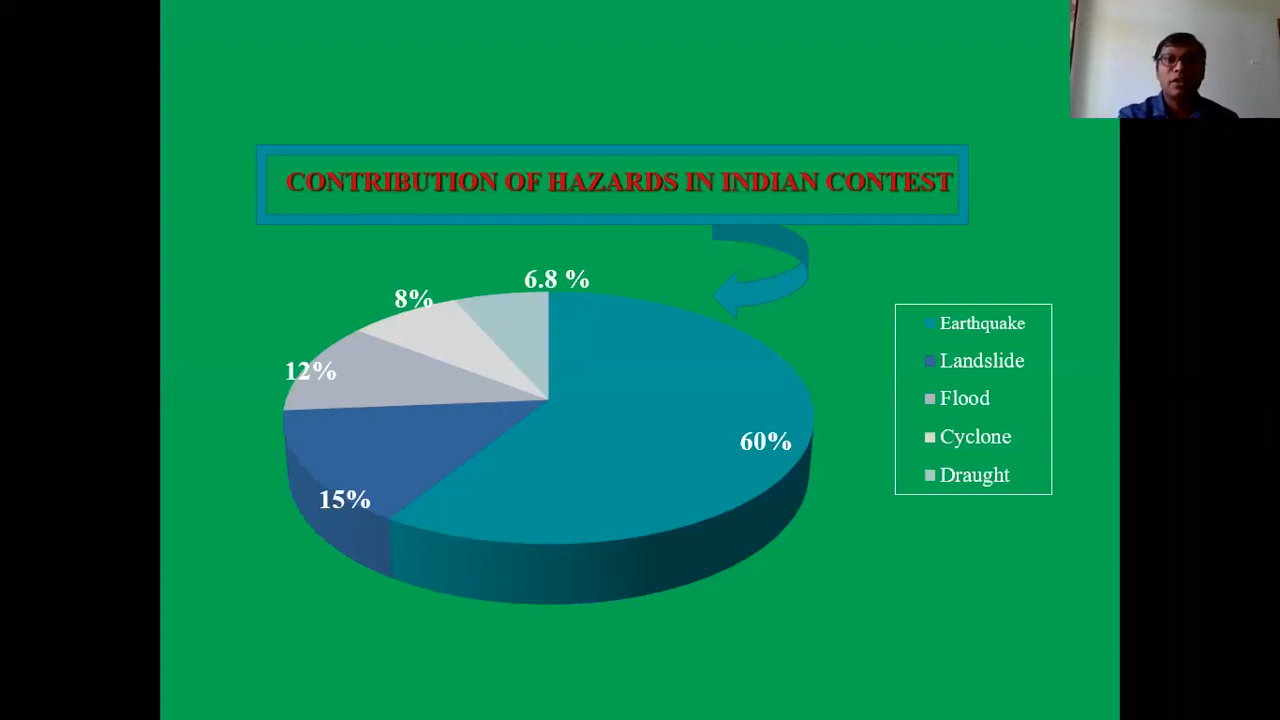 CONTRIBUTION OF HAZARDS IN INDIAN CONTEST
6.8 %
8%
12%
60%
15%
Earthquake
Landslide
Flood
Cyclone
Draught